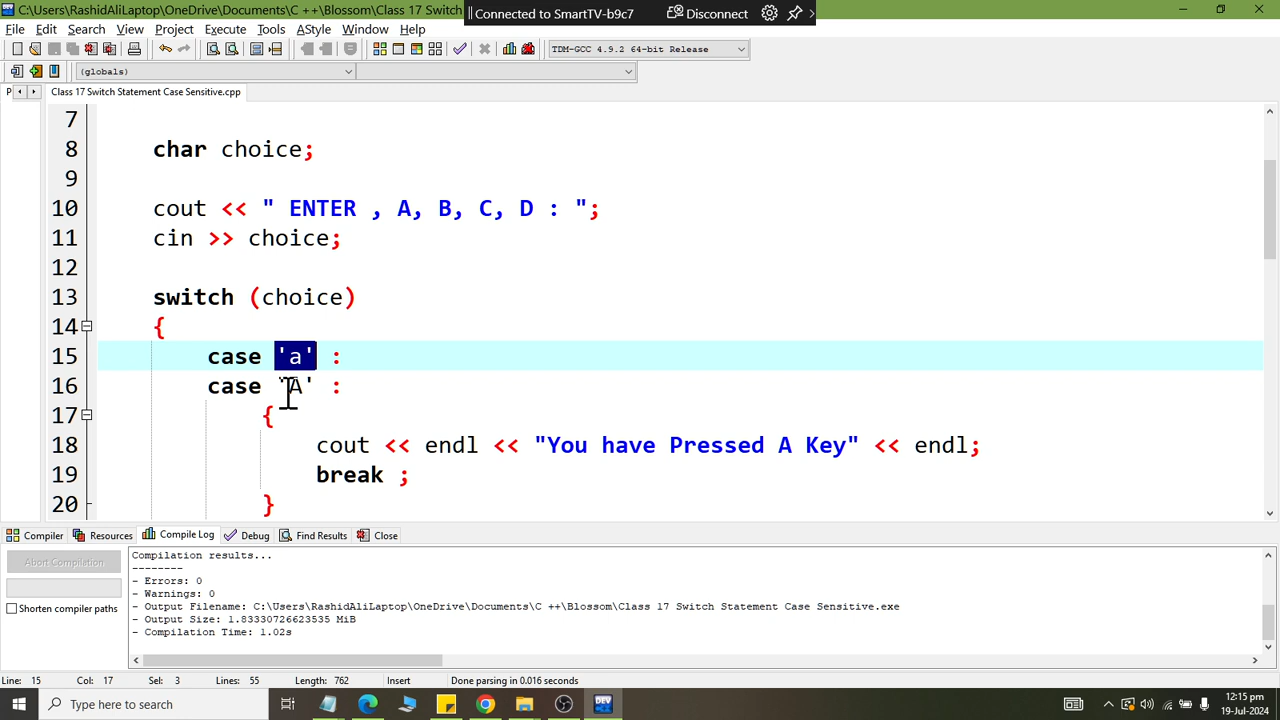 C:\Users\RashidAliLaptop\OneDrive\Documents\C ++\Blossom\Class 17 Switch
Connected to SmartTV-b9c7
Disconnect
File Edit Search View Project Execute Tools AStyle Window Help
TDM-GCC 4.9.2 64-bit Release
(globals)
P
Class 17 Switch Statement Case Sensitive.cpp
7
8 char choice;
9
10 cout << " ENTER , A, B, C, D : ";
11 cin >> choice;
12
13 switch (choice)
14 {
15 case 'a' :
16 case 'A' :
17 {
18 cout << endl << "You have Pressed A Key" << endl;
19 break ;
20 }
Compiler Resources Compile Log Debug Find Results Close
Abort Compilation
Shorten compiler paths
Compilation results...
--------
- Errors: 0
- Warnings: 0
- Output Filename: C:\Users\RashidAliLaptop\OneDrive\Documents\C ++\Blossom\Class 17 Switch Statement Case Sensitive.exe
- Output Size: 1.83330726623535 MiB
- Compilation Time: 1.02s
Line: 15 Col: 17 Sel: 3 Lines: 55 Length: 762 Insert Done parsing in 0.016 seconds
Type here to search
DEV
12:15 pm
19-Jul-2024